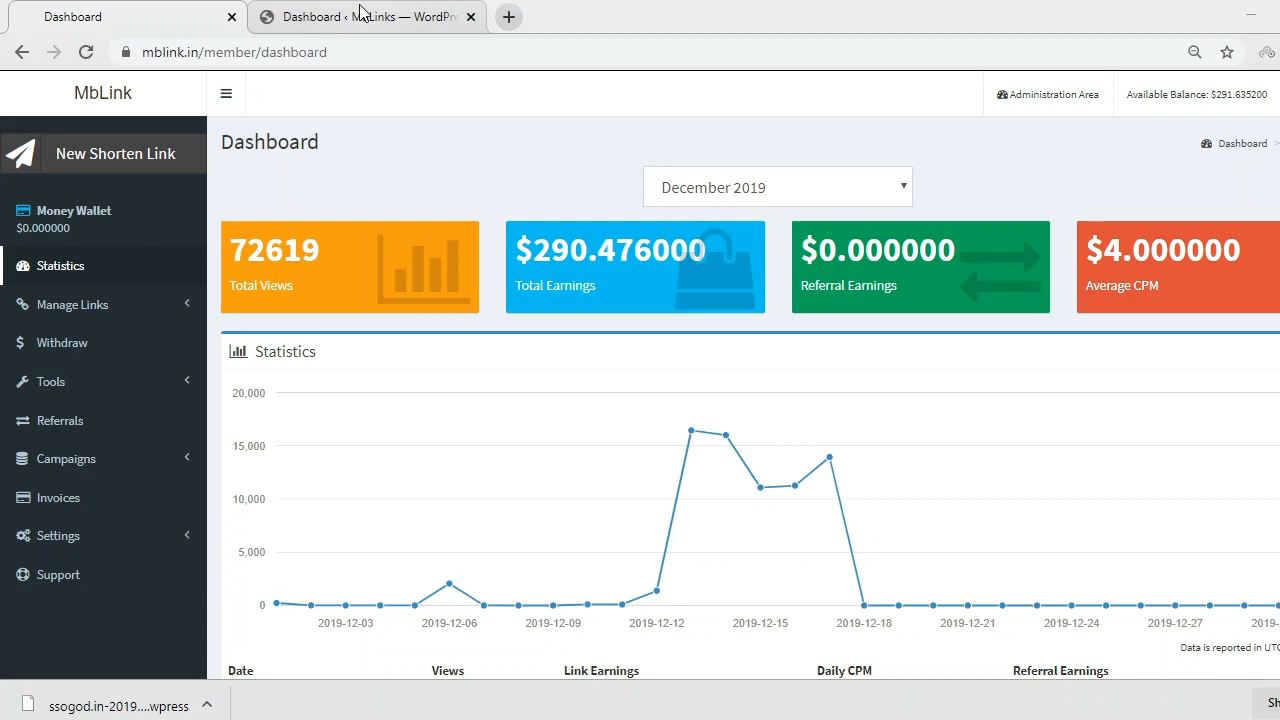 Dashboard
Dashboard ‹ M Links — WordPre
mblink.in/member/dashboard
MbLink
Administration Area
Available Balance: $291.635200
New Shorten Link
Dashboard
Dashboard >
Money Wallet
$0.000000
December 2019
Statistics
Manage Links
Withdraw
Tools
Referrals
Campaigns
Invoices
Settings
Support
72619
Total Views
$290.476000
Total Earnings
$0.000000
Referral Earnings
$4.000000
Average CPM
Statistics
20,000
15,000
10,000
5,000
0
2019-12-03 2019-12-06 2019-12-09 2019-12-12 2019-12-15 2019-12-18 2019-12-21 2019-12-24 2019-12-27 2019-
Data is reported in UTC
Date Views Link Earnings Daily CPM Referral Earnings
ssogod.in-2019....wpress
Sh